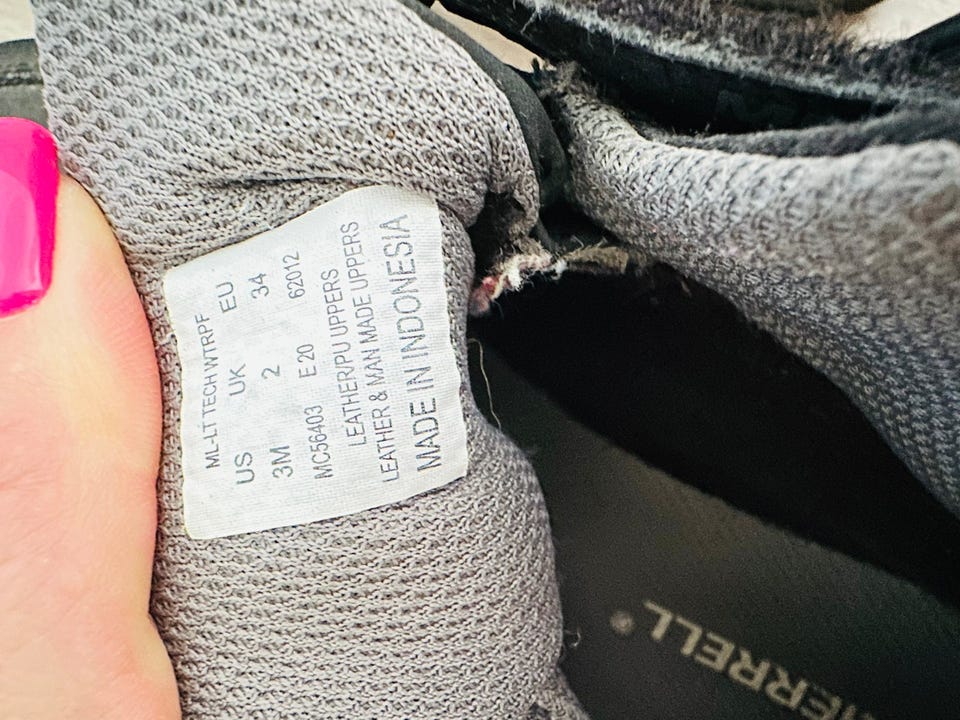 ML-LT TECH WTRPF
US UK EU
3M 2 34
MC56403 E 20 62012
LEATHER/PU UPPERS
LEATHER & MAN MADE UPPERS
MADE IN INDONESIA
MERRELL®